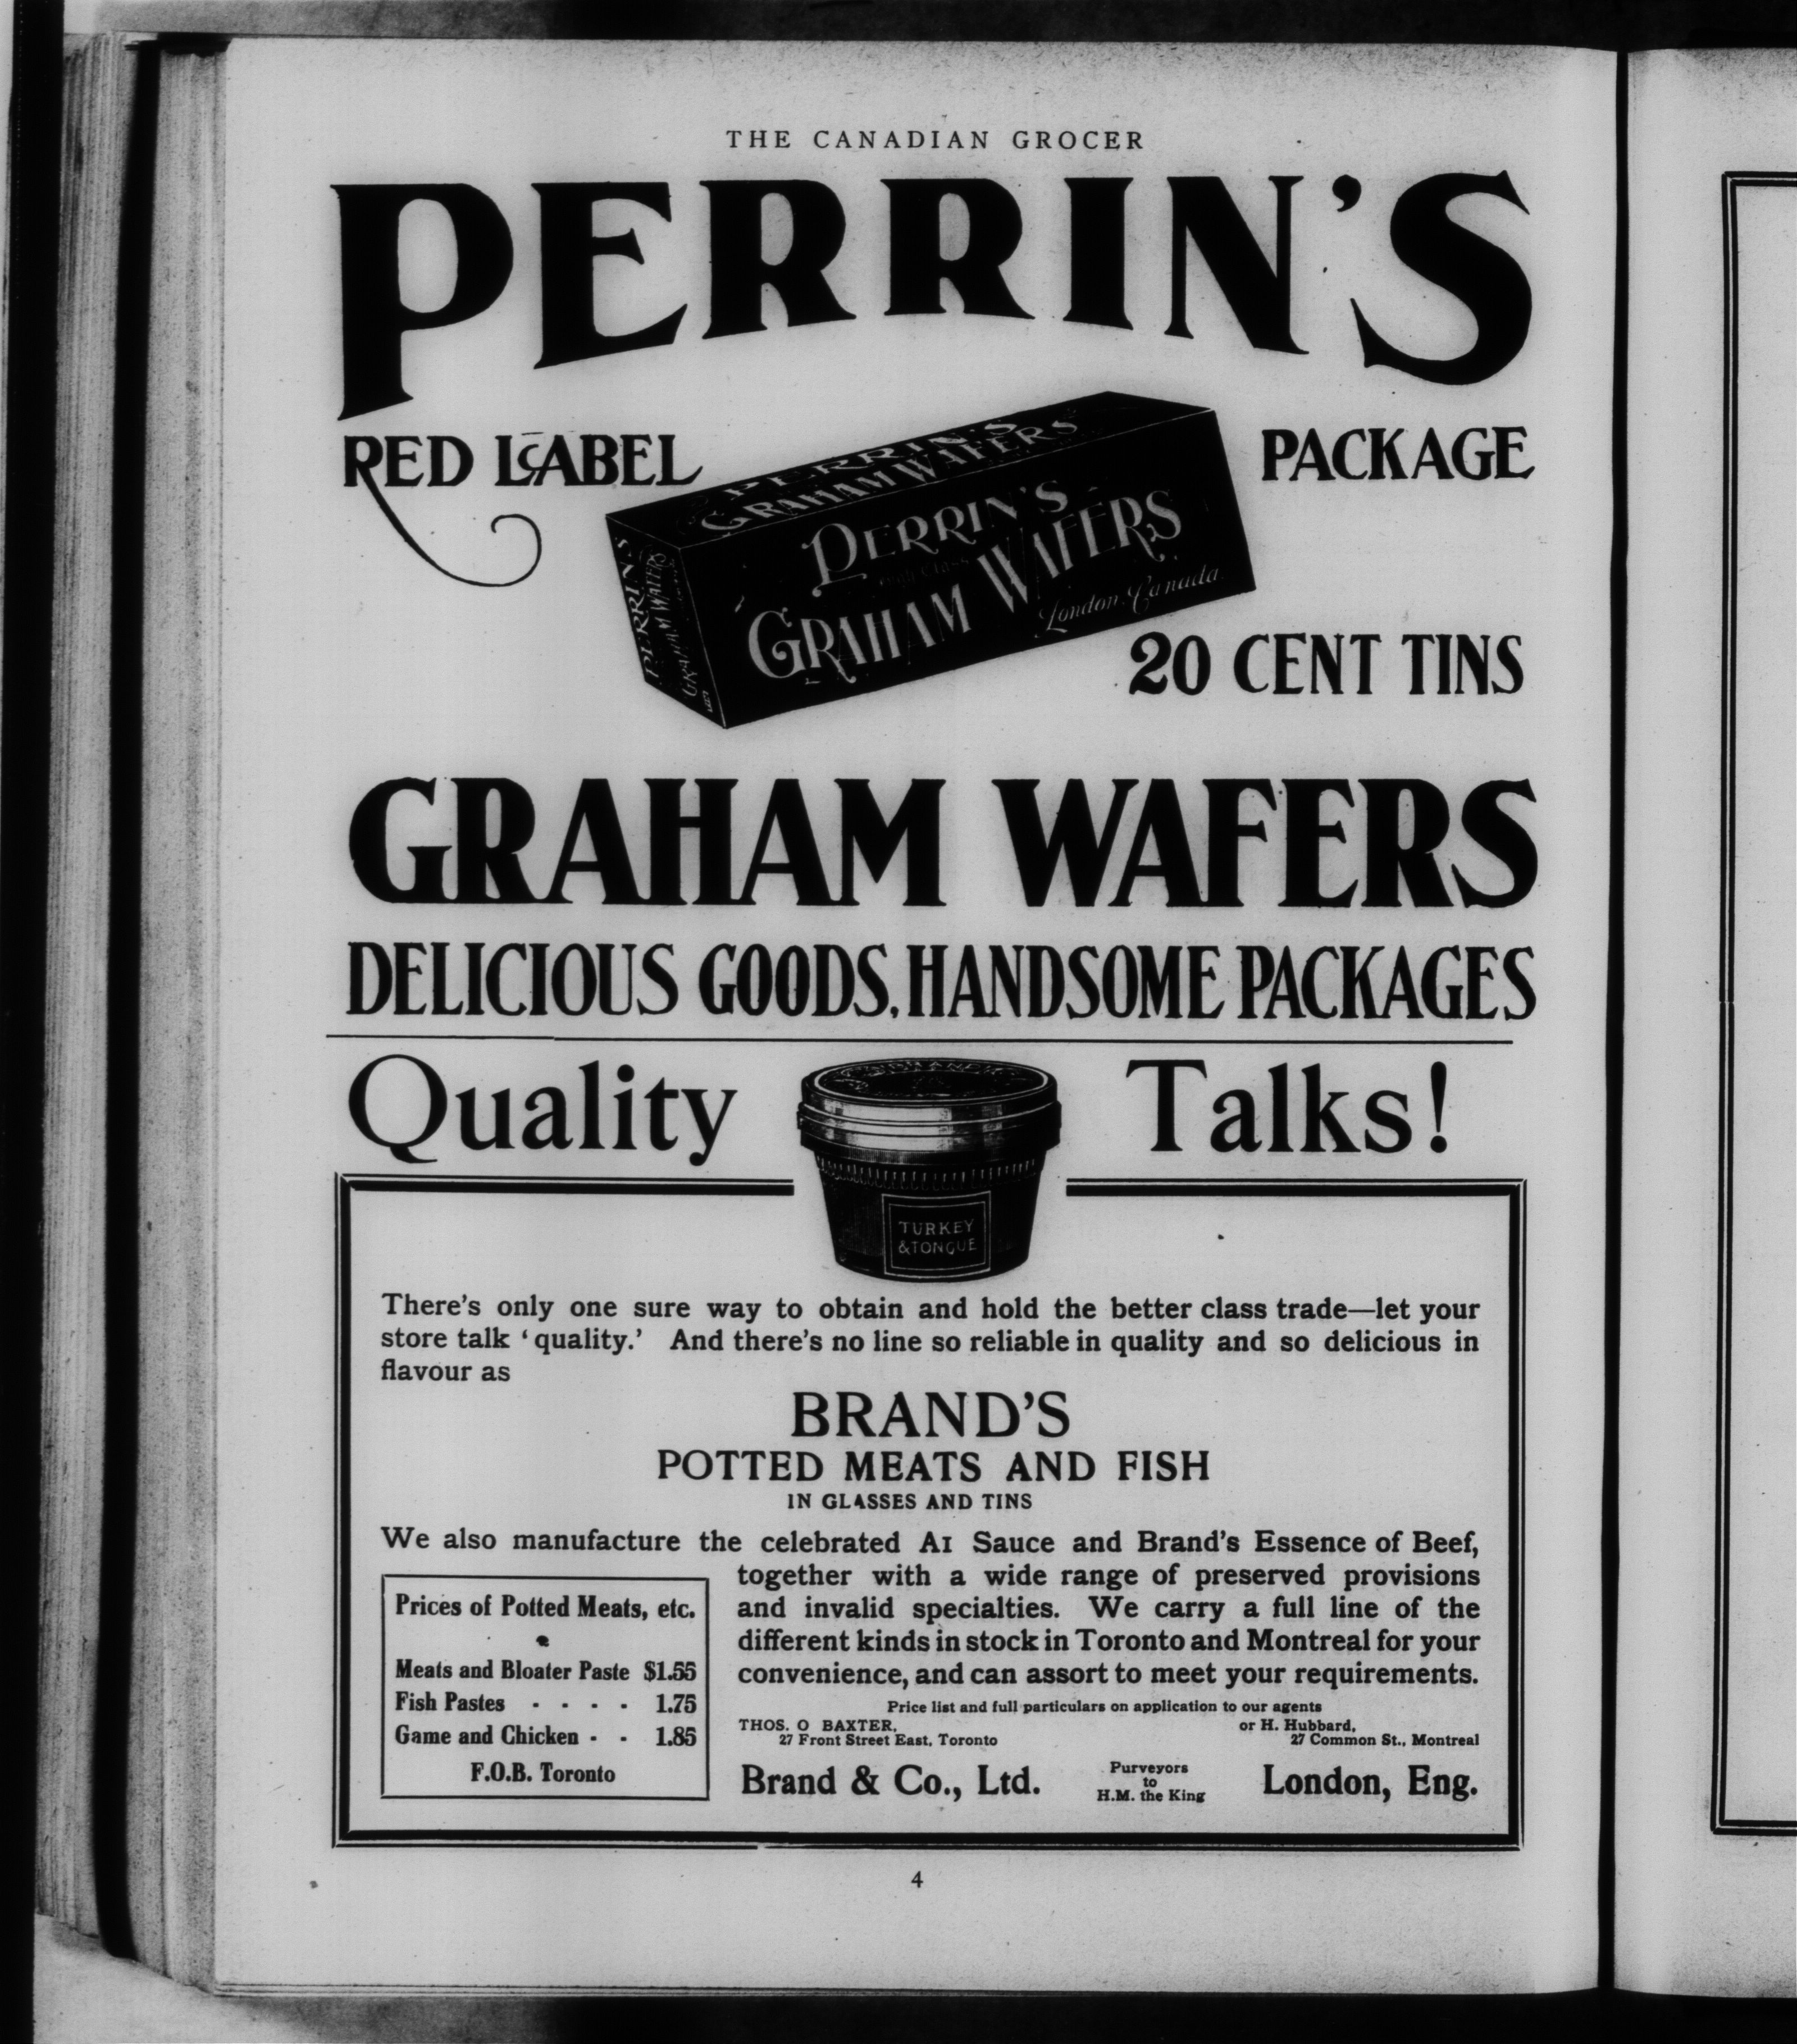 THE CANADIAN GROCER
PERRIN'S
RED LABEL
PACKAGE
PERRIN'S
GRAHAM WAFERS
PERRIN'S
GRAHAM WAFERS
London, Canada
PERRIN'S
GRAHAM WAFERS
20 CENT TINS
GRAHAM WAFERS
DELICIOUS GOODS, HANDSOME PACKAGES
Quality Talks!
TURKEY
& TONGUE
There's only one sure way to obtain and hold the better class trade—let your
store talk 'quality.' And there's no line so reliable in quality and so delicious in
flavour as
BRAND'S
POTTED MEATS AND FISH
IN GLASSES AND TINS
We also manufacture the celebrated A1 Sauce and Brand's Essence of Beef,
together with a wide range of preserved provisions
and invalid specialties. We carry a full line of the
different kinds in stock in Toronto and Montreal for your
convenience, and can assort to meet your requirements.
Prices of Potted Meats, etc.
Meats and Bloater Paste $1.55
Fish Pastes - - - - 1.75
Game and Chicken - - 1.85
F.O.B. Toronto
Price list and full particulars on application to our agents
THOS. O BAXTER, or H. Hubbard,
27 Front Street East, Toronto 27 Common St., Montreal
Brand & Co., Ltd. Purveyors to H.M. the King London, Eng.
4